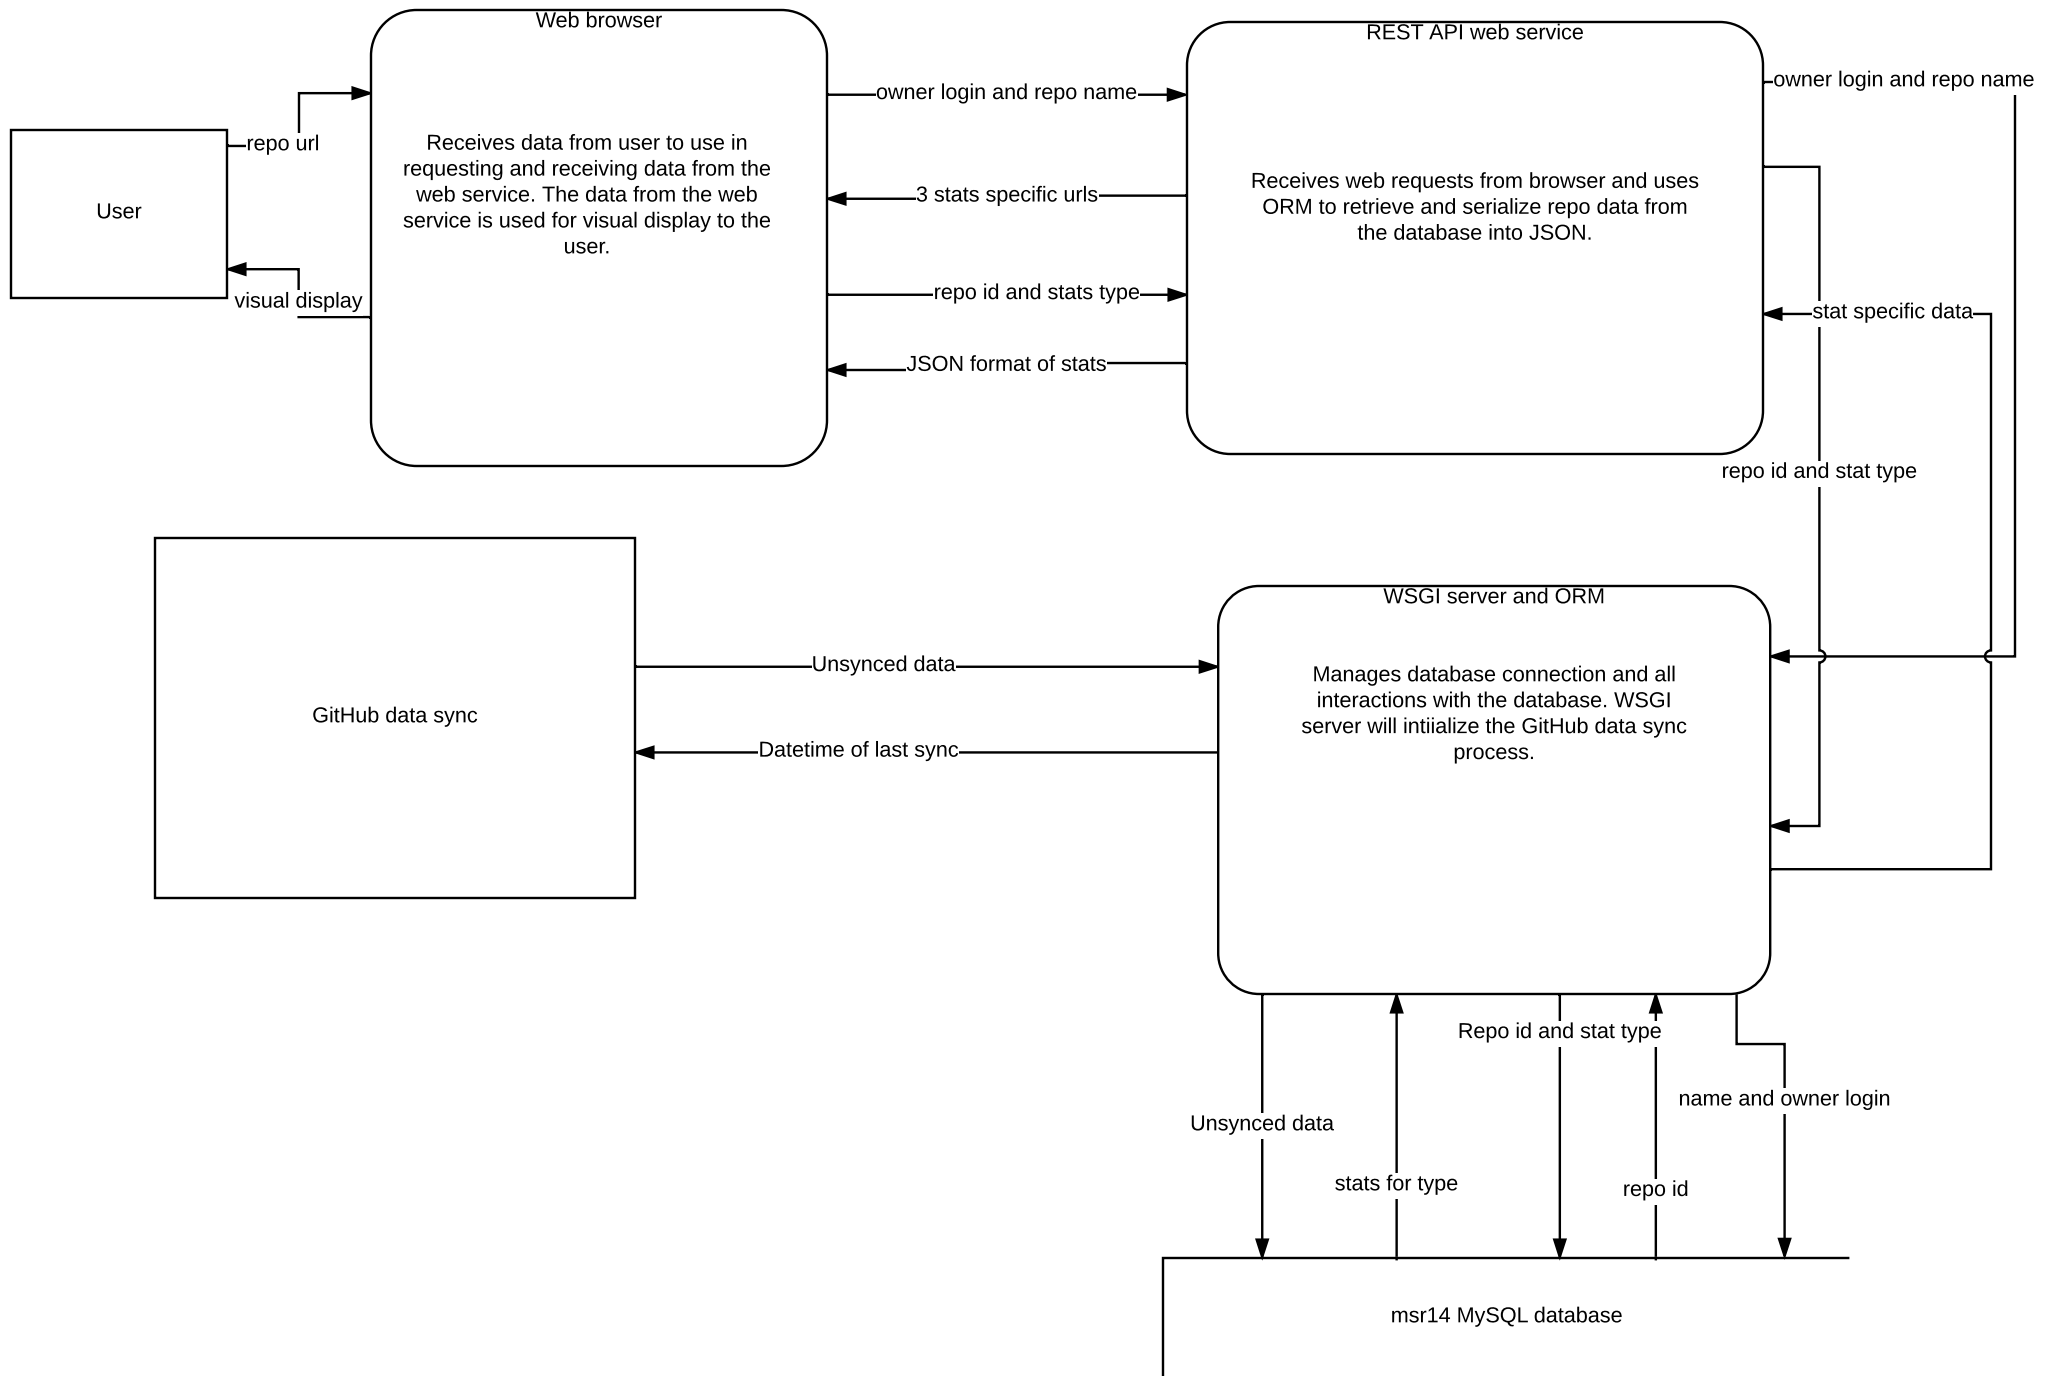 Web browser
REST API web service
owner login and repo name
owner login and repo name
repo url
Receives data from user to use in
requesting and receiving data from the
web service. The data from the web
service is used for visual display to the
user.
User
3 stats specific urls
Receives web requests from browser and uses
ORM to retrieve and serialize repo data from
the database into JSON.
visual display
repo id and stats type
stat specific data
JSON format of stats
repo id and stat type
WSGI server and ORM
Unsynced data
Manages database connection and all
interactions with the database. WSGI
server will intiialize the GitHub data sync
process.
GitHub data sync
Datetime of last sync
Repo id and stat type
name and owner login
Unsynced data
stats for type
repo id
msr14 MySQL database